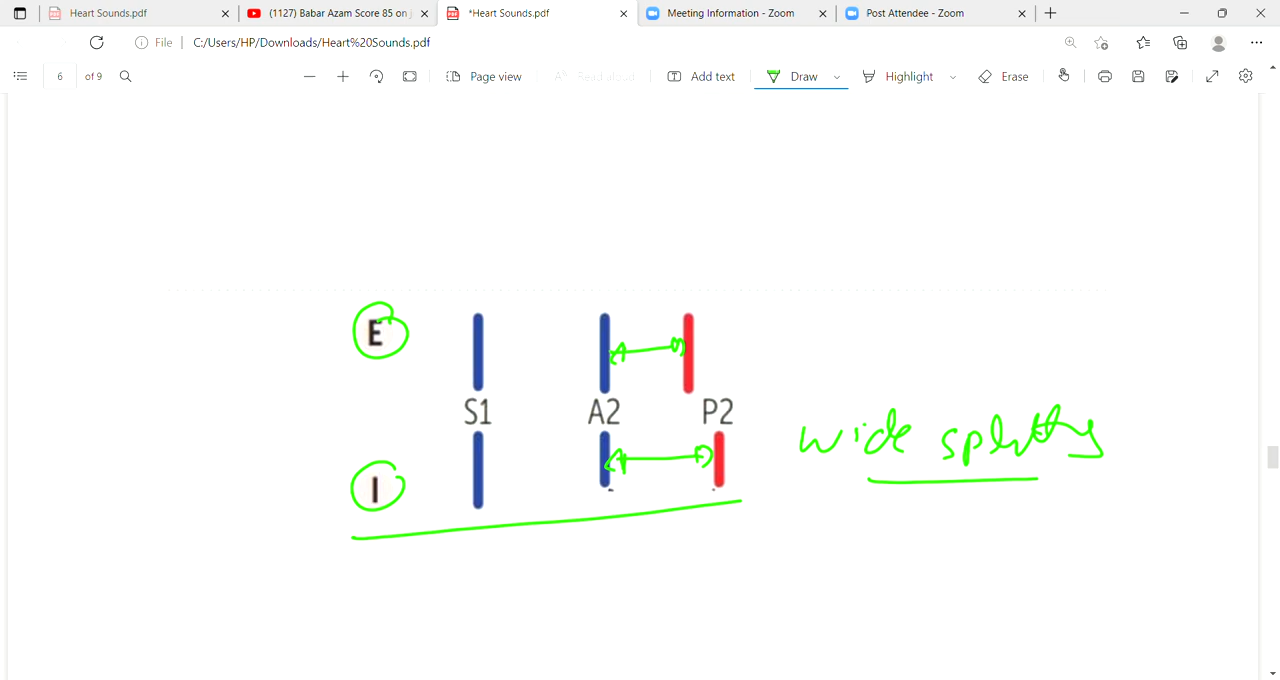 Heart Sounds.pdf
(1127) Babar Azam Score 85 on j
*Heart Sounds.pdf
Meeting Information - Zoom
Post Attendee - Zoom
File
C:/Users/HP/Downloads/Heart%20Sounds.pdf
6 of 9
Page view
Read aloud
Add text
Draw
Highlight
Erase
E
S1 A2 P2
wide splitting
I